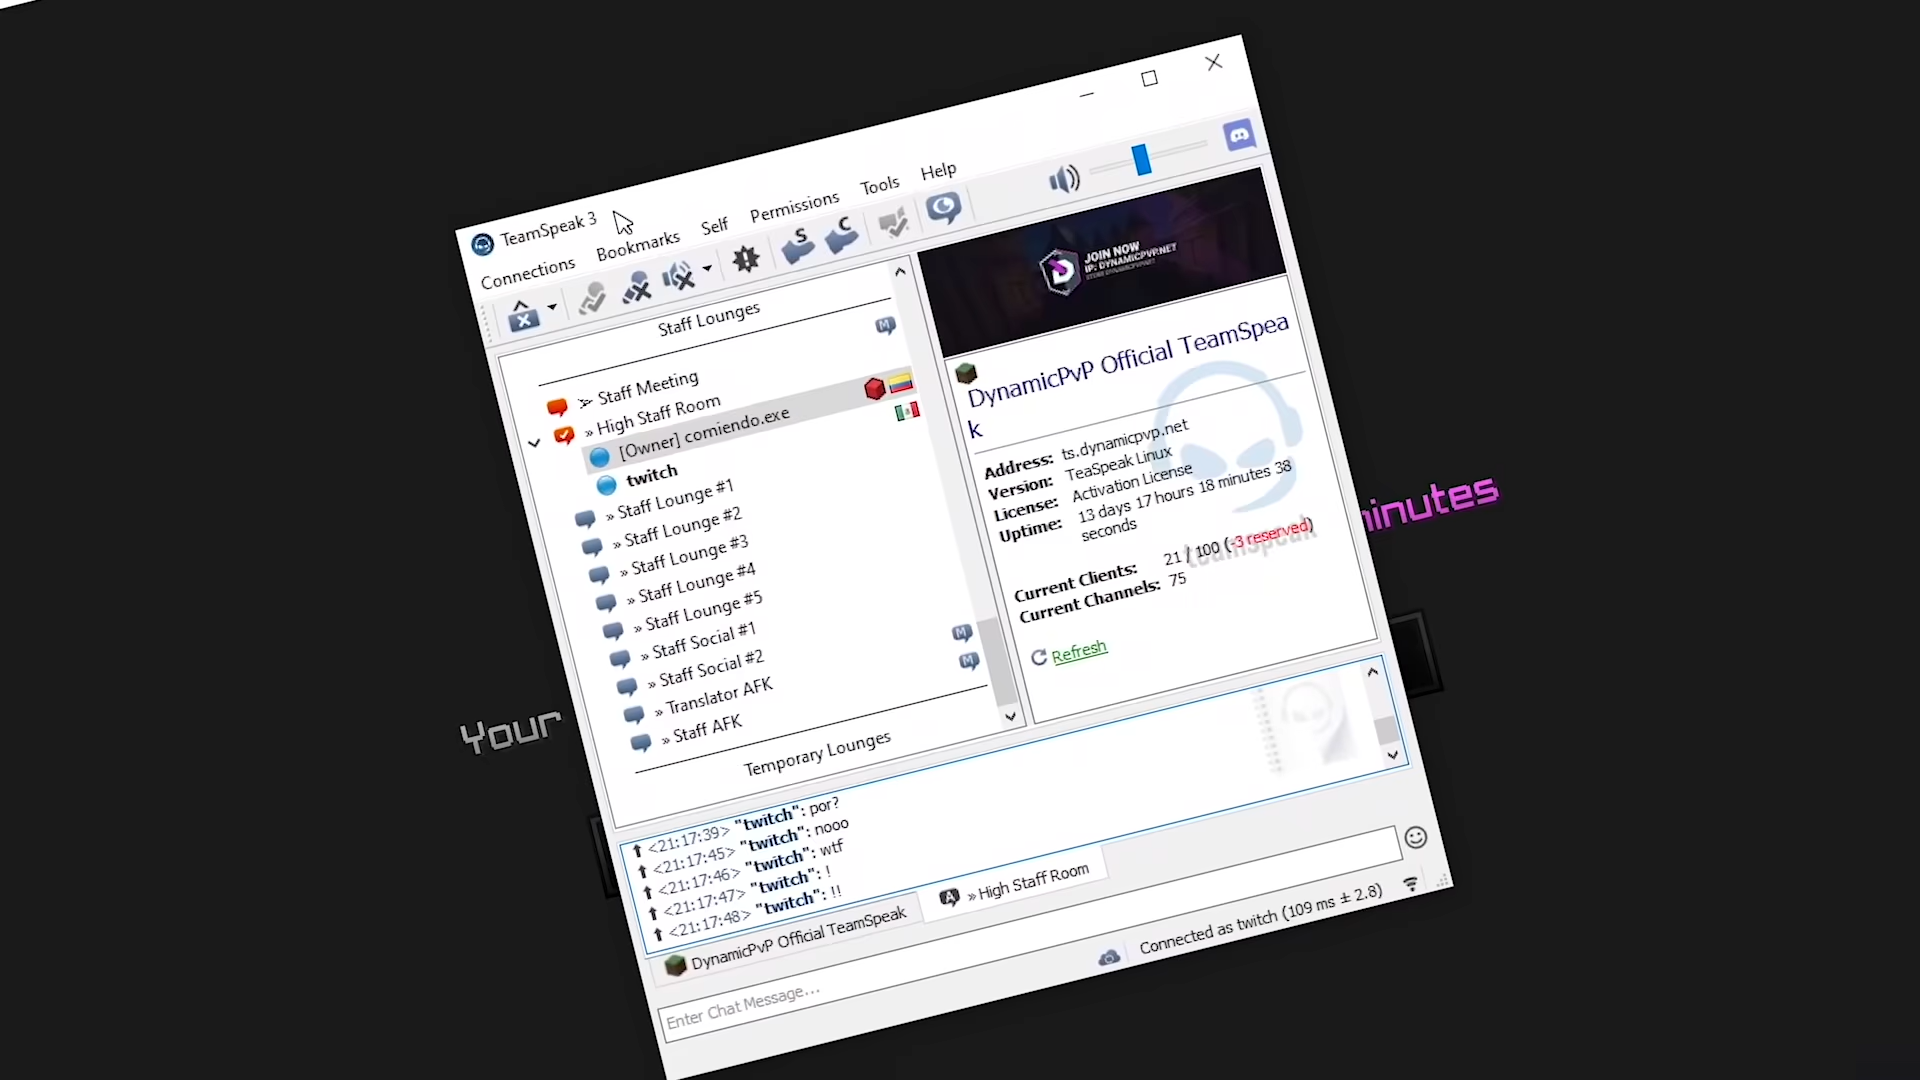 TeamSpeak 3
Connections Bookmarks Self Permissions Tools Help
S C
Staff Lounges
M
Staff Meeting
» High Staff Room
[Owner] comiendo.exe
twitch
» Staff Lounge #1
» Staff Lounge #2
» Staff Lounge #3
» Staff Lounge #4
» Staff Lounge #5
» Staff Social #1
» Staff Social #2
M
» Translator AFK
M
» Staff AFK
Temporary Lounges
JOIN NOW
IP: DYNAMICPVP.NET
DynamicPvP Official TeamSpea
k
Address: ts.dynamicpvp.net
Version: TeaSpeak Linux
License: Activation License
Uptime: 13 days 17 hours 18 minutes 38
seconds
Current Clients: 21 / 100 (-3 reserved)
Current Channels: 75
teamspeak
Refresh
Your
minutes
<21:17:39> "twitch": por?
<21:17:45> "twitch": nooo
<21:17:46> "twitch": wtf
<21:17:47> "twitch": !
<21:17:48> "twitch": !!
DynamicPvP Official TeamSpeak
» High Staff Room
Enter Chat Message...
Connected as twitch (109 ms ± 2.8)